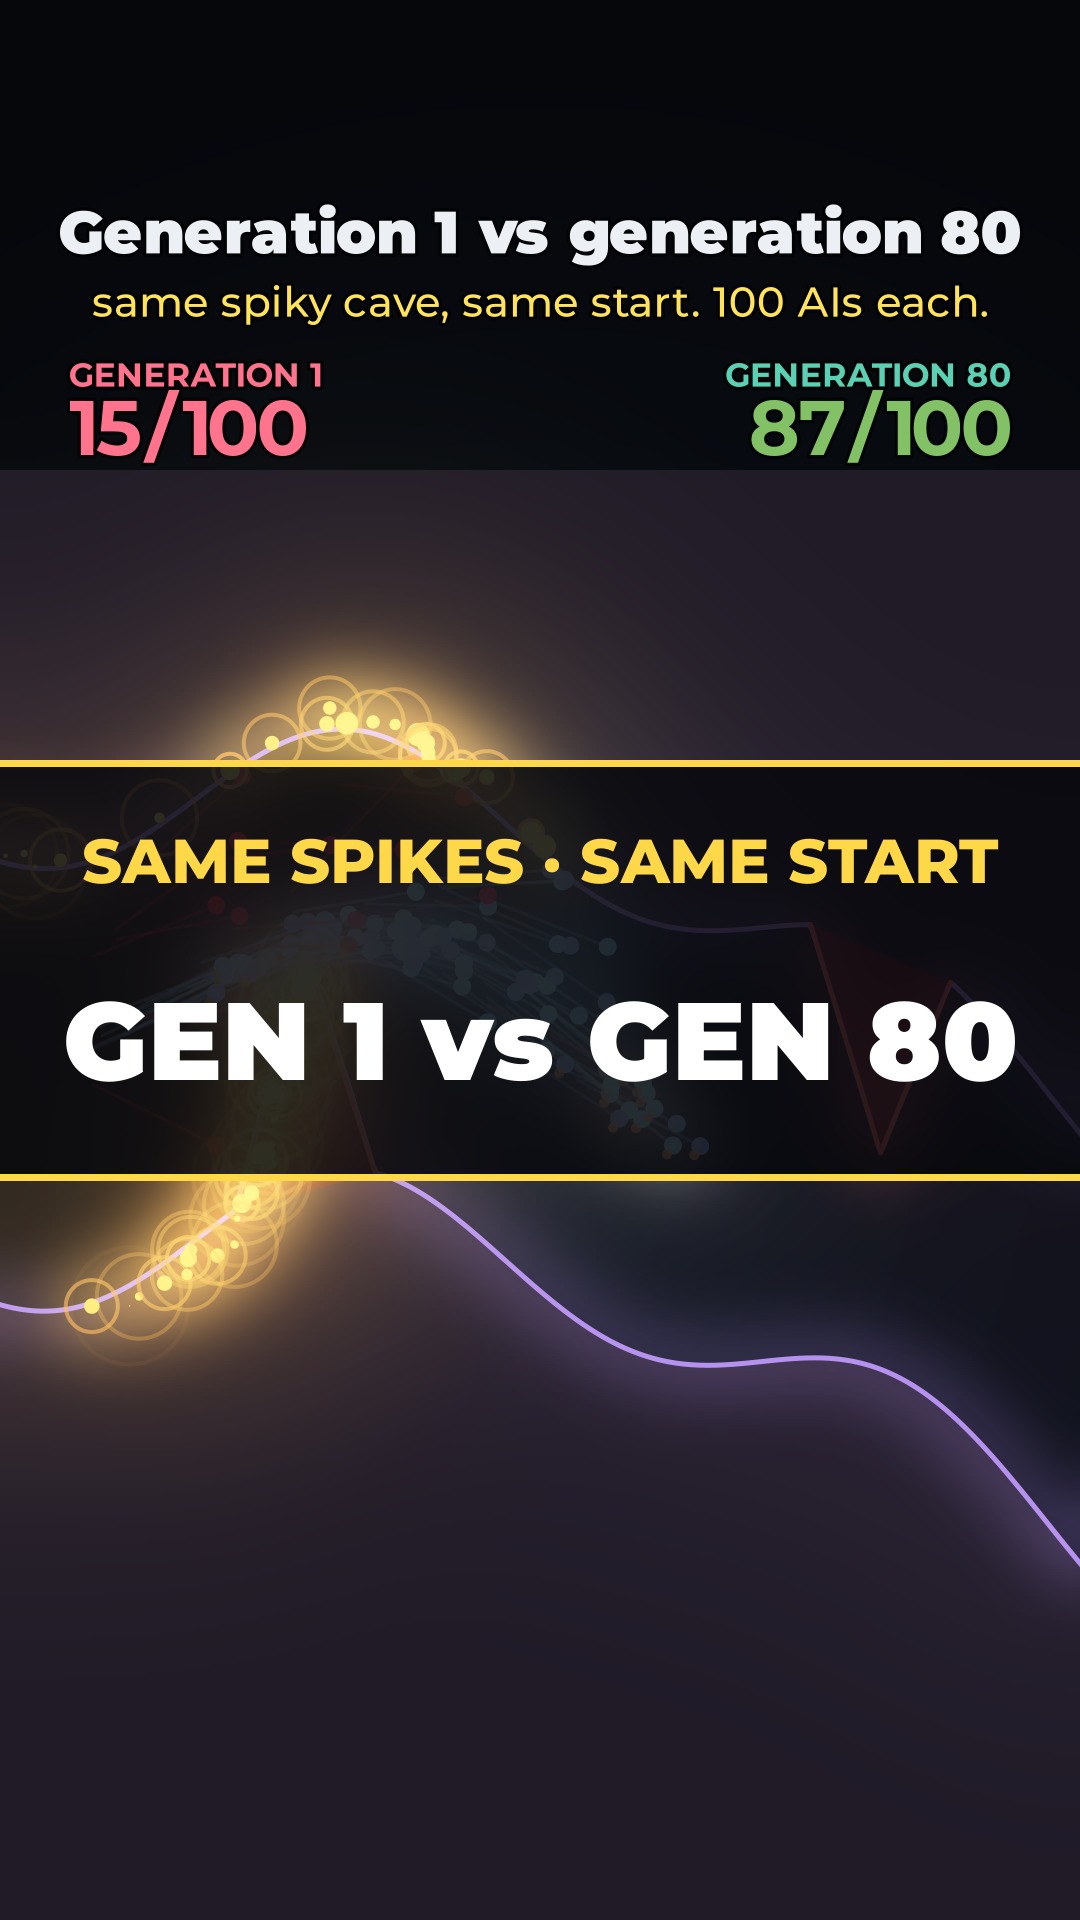 Generation 1 vs generation 80
same spiky cave, same start. 100 AIs each.
GENERATION 1
15/100
GENERATION 80
87/100
SAME SPIKES • SAME START
GEN 1 vs GEN 80